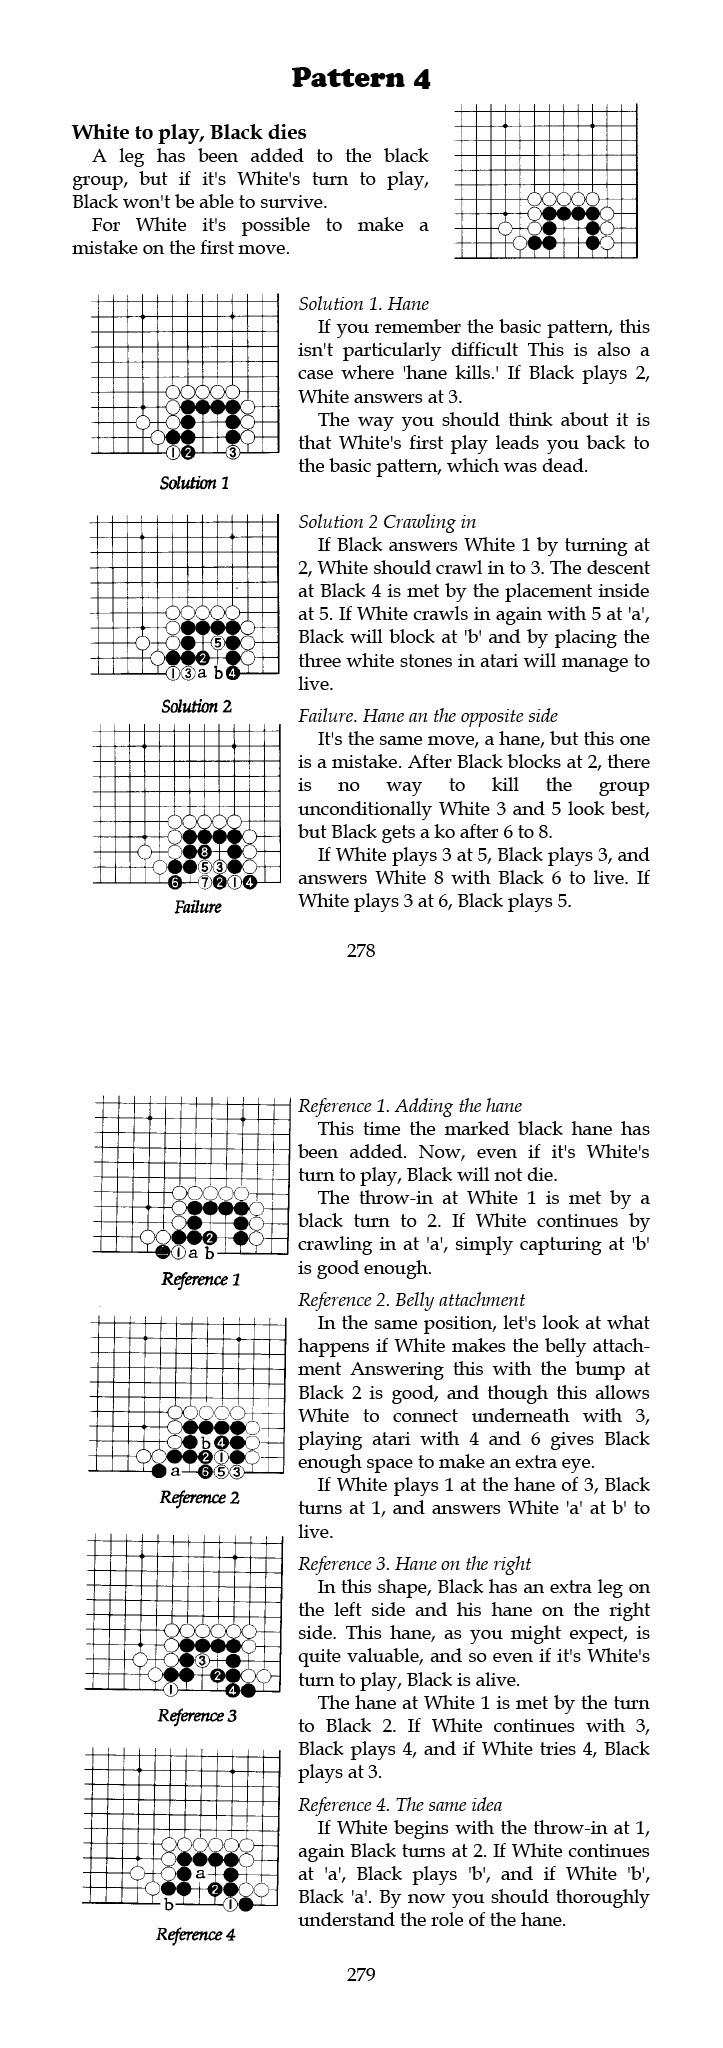 Pattern 4
White to play, Black dies
A leg has been added to the black
group, but if it's White's turn to play,
Black won't be able to survive.
For White it's possible to make a
mistake on the first move.
1 2 3
Solution 1
Solution 1. Hane
If you remember the basic pattern, this
isn't particularly difficult This is also a
case where 'hane kills.' If Black plays 2,
White answers at 3.
The way you should think about it is
that White's first play leads you back to
the basic pattern, which was dead.
5
2
1 3 a b 4
Solution 2
Solution 2 Crawling in
If Black answers White 1 by turning at
2, White should crawl in to 3. The descent
at Black 4 is met by the placement inside
at 5. If White crawls in again with 5 at 'a',
Black will block at 'b' and by placing the
three white stones in atari will manage to
live.
8
5 3
6 7 2 1 4
Failure
Failure. Hane an the opposite side
It's the same move, a hane, but this one
is a mistake. After Black blocks at 2, there
is no way to kill the group
unconditionally White 3 and 5 look best,
but Black gets a ko after 6 to 8.
If White plays 3 at 5, Black plays 3, and
answers White 8 with Black 6 to live. If
White plays 3 at 6, Black plays 5.
278
2
1 a b
Reference 1
Reference 1. Adding the hane
This time the marked black hane has
been added. Now, even if it's White's
turn to play, Black will not die.
The throw-in at White 1 is met by a
black turn to 2. If White continues by
crawling in at 'a', simply capturing at 'b'
is good enough.
b 4
2 1
a 6 5 3
Reference 2
Reference 2. Belly attachment
In the same position, let's look at what
happens if White makes the belly attach-
ment Answering this with the bump at
Black 2 is good, and though this allows
White to connect underneath with 3,
playing atari with 4 and 6 gives Black
enough space to make an extra eye.
If White plays 1 at the hane of 3, Black
turns at 1, and answers White 'a' at b' to
live.
3
2
1 4
Reference 3
Reference 3. Hane on the right
In this shape, Black has an extra leg on
the left side and his hane on the right
side. This hane, as you might expect, is
quite valuable, and so even if it's White's
turn to play, Black is alive.
The hane at White 1 is met by the turn
to Black 2. If White continues with 3,
Black plays 4, and if White tries 4, Black
plays at 3.
a
2
b 1
Reference 4
Reference 4. The same idea
If White begins with the throw-in at 1,
again Black turns at 2. If White continues
at 'a', Black plays 'b', and if White 'b',
Black 'a'. By now you should thoroughly
understand the role of the hane.
279